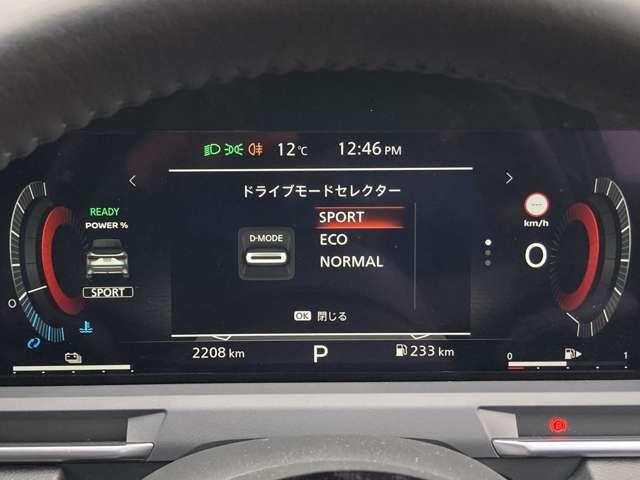 12℃ 12:46 PM
ドライブモードセレクター
READY
POWER %
SPORT
D-MODE
SPORT
ECO
NORMAL
km/h
0
0
OK 閉じる
2208 km
P
233 km
0 1